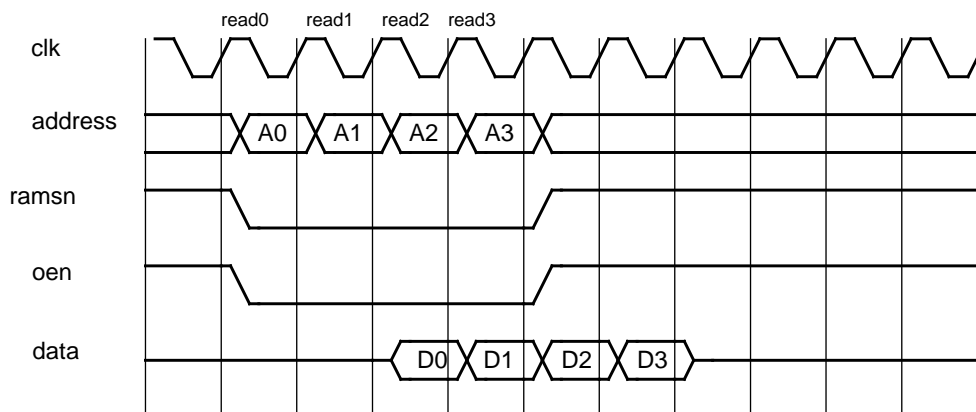 read0 read1 read2 read3
clk
address A0 A1 A2 A3
ramsn
oen
data D0 D1 D2 D3